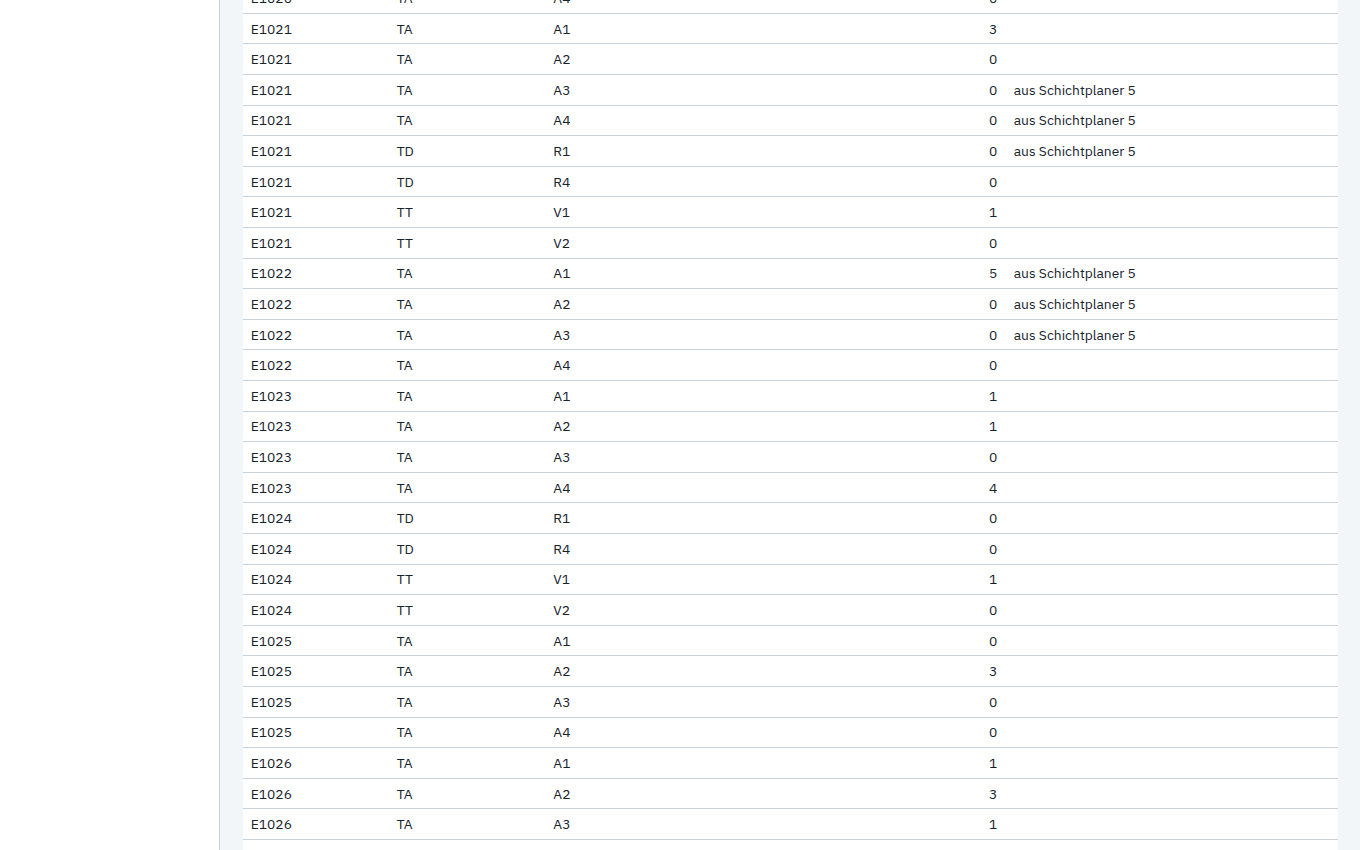 E1021 TA A1 3
E1021 TA A2 0
E1021 TA A3 0 aus Schichtplaner 5
E1021 TA A4 0 aus Schichtplaner 5
E1021 TD R1 0 aus Schichtplaner 5
E1021 TD R4 0
E1021 TT V1 1
E1021 TT V2 0
E1022 TA A1 5 aus Schichtplaner 5
E1022 TA A2 0 aus Schichtplaner 5
E1022 TA A3 0 aus Schichtplaner 5
E1022 TA A4 0
E1023 TA A1 1
E1023 TA A2 1
E1023 TA A3 0
E1023 TA A4 4
E1024 TD R1 0
E1024 TD R4 0
E1024 TT V1 1
E1024 TT V2 0
E1025 TA A1 0
E1025 TA A2 3
E1025 TA A3 0
E1025 TA A4 0
E1026 TA A1 1
E1026 TA A2 3
E1026 TA A3 1